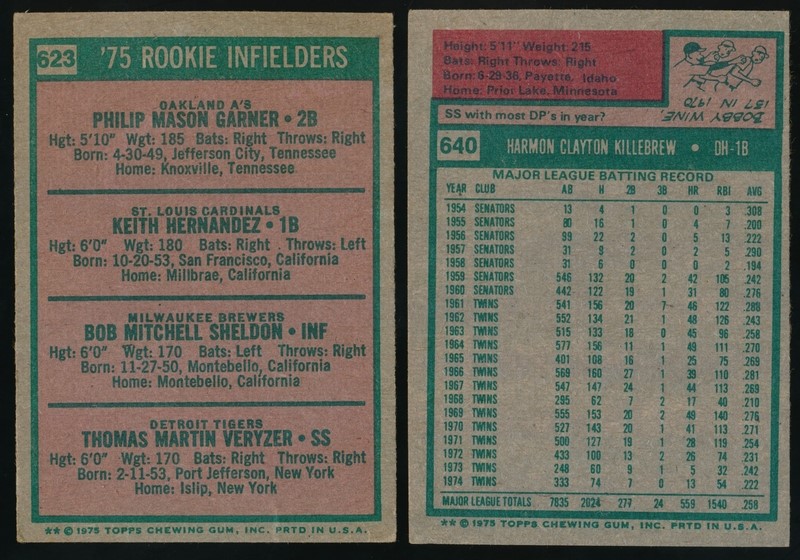 623 '75 ROOKIE INFIELDERS
OAKLAND A'S
PHILIP MASON GARNER • 2B
Hgt: 5'10" Wgt: 185 Bats: Right Throws: Right
Born: 4-30-49, Jefferson City, Tennessee
Home: Knoxville, Tennessee
ST. LOUIS CARDINALS
KEITH HERNANDEZ • 1B
Hgt: 6'0" Wgt: 180 Bats: Right Throws: Left
Born: 10-20-53, San Francisco, California
Home: Millbrae, California
MILWAUKEE BREWERS
BOB MITCHELL SHELDON • INF
Hgt: 6'0" Wgt: 170 Bats: Left Throws: Right
Born: 11-27-50, Montebello, California
Home: Montebello, California
DETROIT TIGERS
THOMAS MARTIN VERYZER • SS
Hgt: 6'0" Wgt: 170 Bats: Right Throws: Right
Born: 2-11-53, Port Jefferson, New York
Home: Islip, New York
** © 1975 TOPPS CHEWING GUM, INC. PRTD IN U.S.A.
Height: 5'11" Weight: 215
Bats: Right Throws: Right
Born: 6-29-36, Payette, Idaho
Home: Prior Lake, Minnesota
SS with most DP's in year?
BOBBY WINE,
157 IN 1970
640 HARMON CLAYTON KILLEBREW • DH-1B
MAJOR LEAGUE BATTING RECORD
YEAR CLUB AB H 2B 3B HR RBI AVG
1954 SENATORS 13 4 1 0 0 3 .308
1955 SENATORS 80 16 1 0 4 7 .200
1956 SENATORS 99 22 2 0 5 13 .222
1957 SENATORS 31 9 2 0 2 5 .290
1958 SENATORS 31 6 0 0 0 2 .194
1959 SENATORS 546 132 20 2 42 105 .242
1960 SENATORS 442 122 19 1 31 80 .276
1961 TWINS 541 156 20 7 46 122 .288
1962 TWINS 552 134 21 1 48 126 .243
1963 TWINS 515 133 18 0 45 96 .258
1964 TWINS 577 156 11 1 49 111 .270
1965 TWINS 401 108 16 1 25 75 .269
1966 TWINS 569 160 27 1 39 110 .281
1967 TWINS 547 147 24 1 44 113 .269
1968 TWINS 295 62 7 2 17 40 .210
1969 TWINS 555 153 20 2 49 140 .276
1970 TWINS 527 143 20 1 41 113 .271
1971 TWINS 500 127 19 1 28 119 .254
1972 TWINS 433 100 13 2 26 74 .231
1973 TWINS 248 60 9 1 5 32 .242
1974 TWINS 333 74 7 0 13 54 .222
MAJOR LEAGUE TOTALS 7835 2024 277 24 559 1540 .258
** © 1975 TOPPS CHEWING GUM, INC. PRTD IN U.S.A.